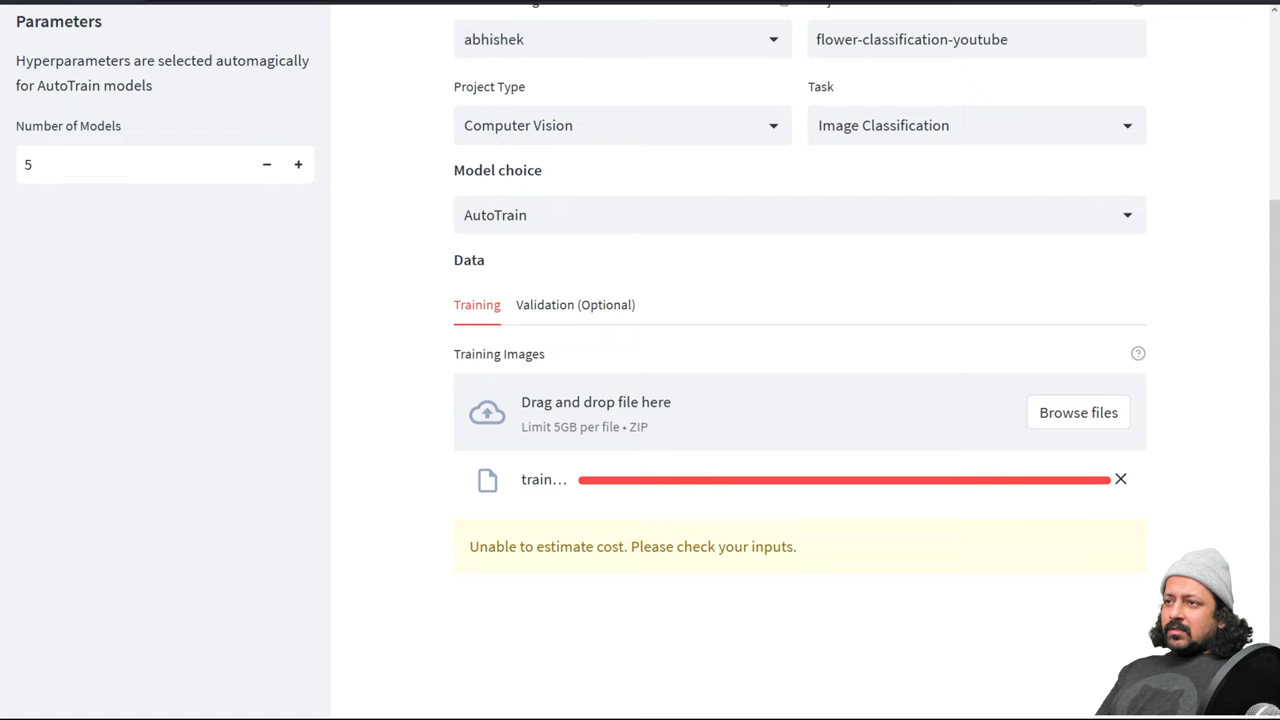 Parameters
Hyperparameters are selected automagically
for AutoTrain models
Number of Models
5
abhishek
flower-classification-youtube
Project Type
Task
Computer Vision
Image Classification
Model choice
AutoTrain
Data
Training
Validation (Optional)
Training Images
Drag and drop file here
Limit 5GB per file • ZIP
Browse files
train…
Unable to estimate cost. Please check your inputs.